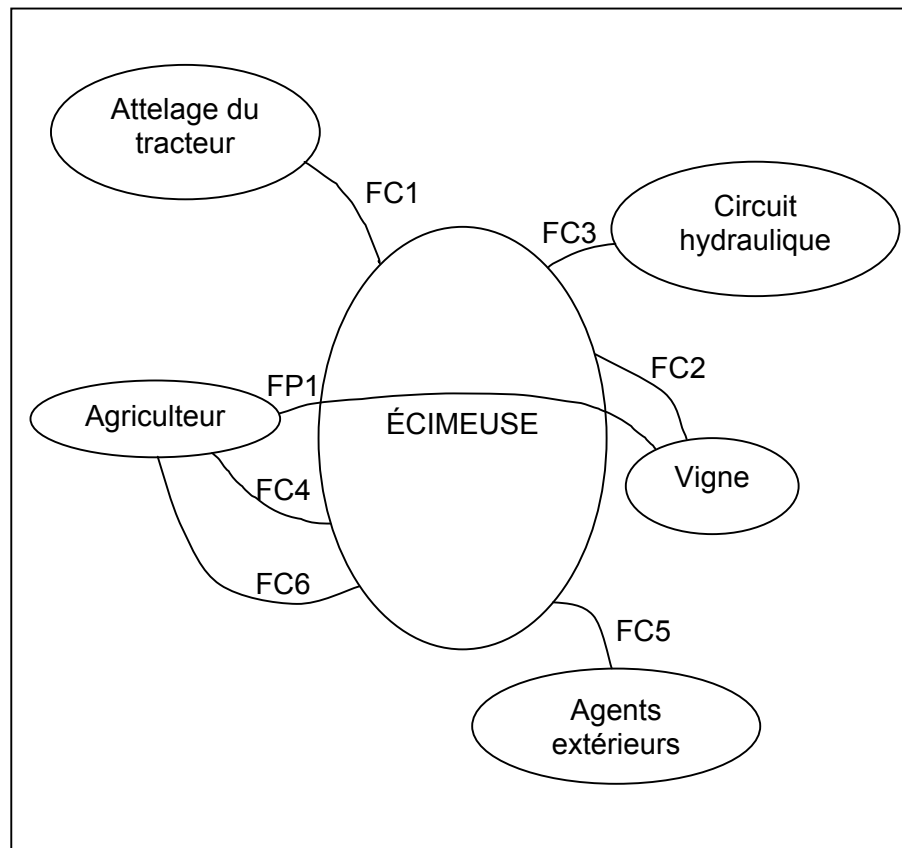 Attelage du
tracteur
FC1
FC3
Circuit
hydraulique
FC2
FP1
Agriculteur
ÉCIMEUSE
Vigne
FC4
FC6
FC5
Agents
extérieurs